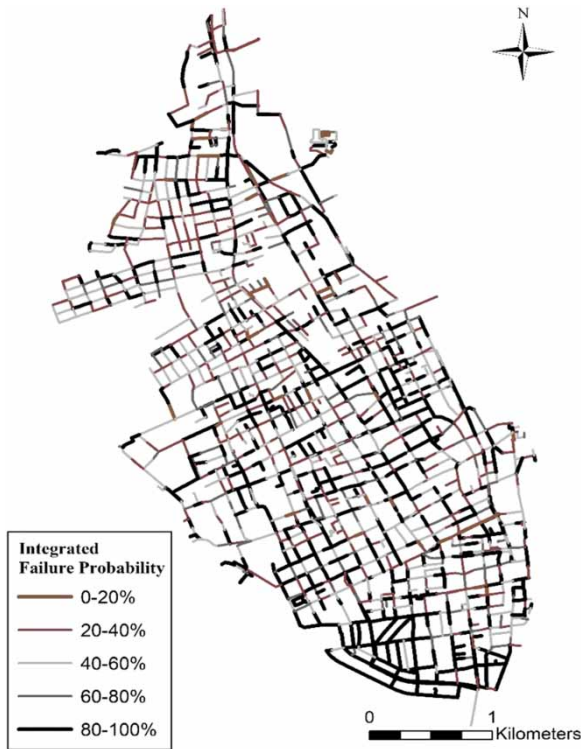 N
Integrated
Failure Probability
0-20%
20-40%
40-60%
60-80%
80-100%
0 1
Kilometers